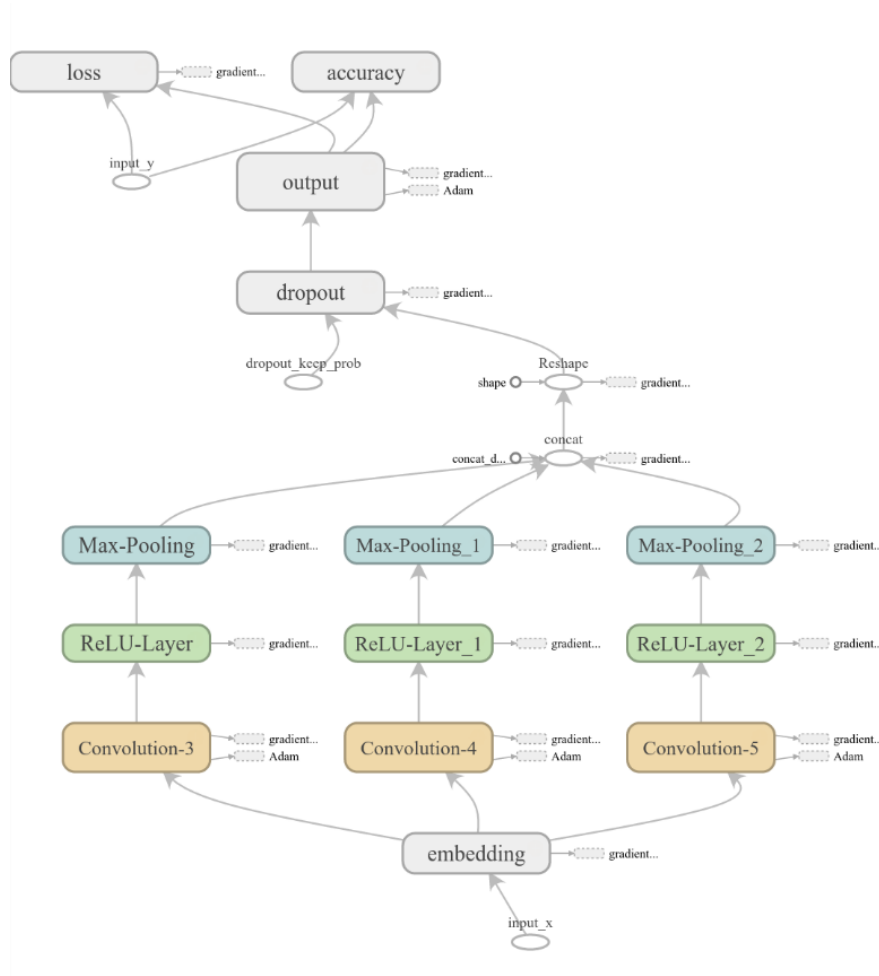 loss
gradient...
accuracy
input_y
output
gradient...
Adam
dropout
gradient...
dropout_keep_prob
Reshape
shape
gradient...
concat
concat_d...
gradient...
Max-Pooling
gradient...
Max-Pooling_1
gradient...
Max-Pooling_2
gradient..
ReLU-Layer
gradient...
ReLU-Layer_1
gradient...
ReLU-Layer_2
gradient..
Convolution-3
gradient...
Adam
Convolution-4
gradient...
Adam
Convolution-5
gradient..
Adam
embedding
gradient...
input_x